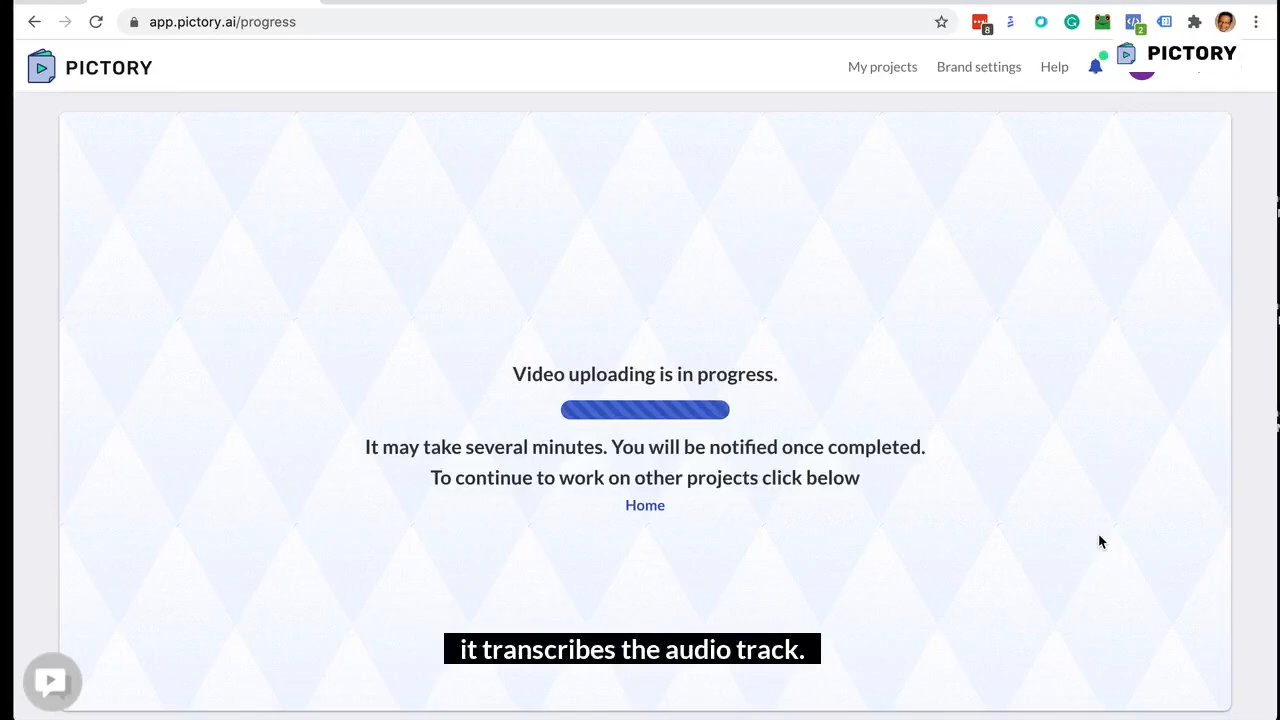 app.pictory.ai/progress
8
2
PICTORY
My projects
Brand settings
Help
PICTORY
Video uploading is in progress.
It may take several minutes. You will be notified once completed.
To continue to work on other projects click below
Home
it transcribes the audio track.